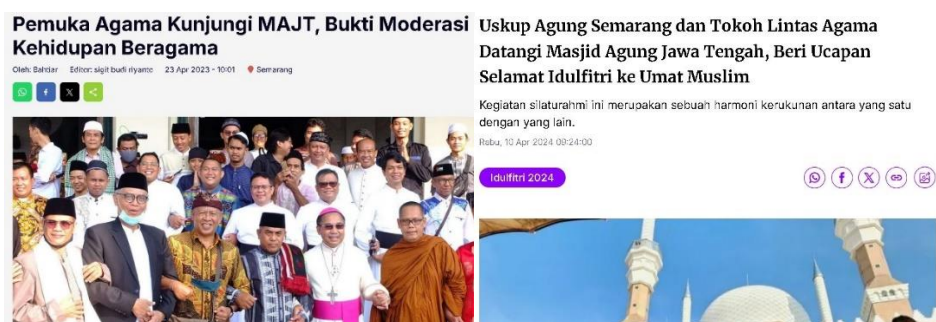 Pemuka Agama Kunjungi MAJT, Bukti Moderasi
Kehidupan Beragama
Oleh: Bahtiar Editor: sigit budi riyanto 23 Apr 2023 - 10:01 Semarang
Uskup Agung Semarang dan Tokoh Lintas Agama
Datangi Masjid Agung Jawa Tengah, Beri Ucapan
Selamat Idulfitri ke Umat Muslim
Kegiatan silaturahmi ini merupakan sebuah harmoni kerukunan antara yang satu
dengan yang lain.
Rabu, 10 Apr 2024 09:24:00
Idulfitri 2024